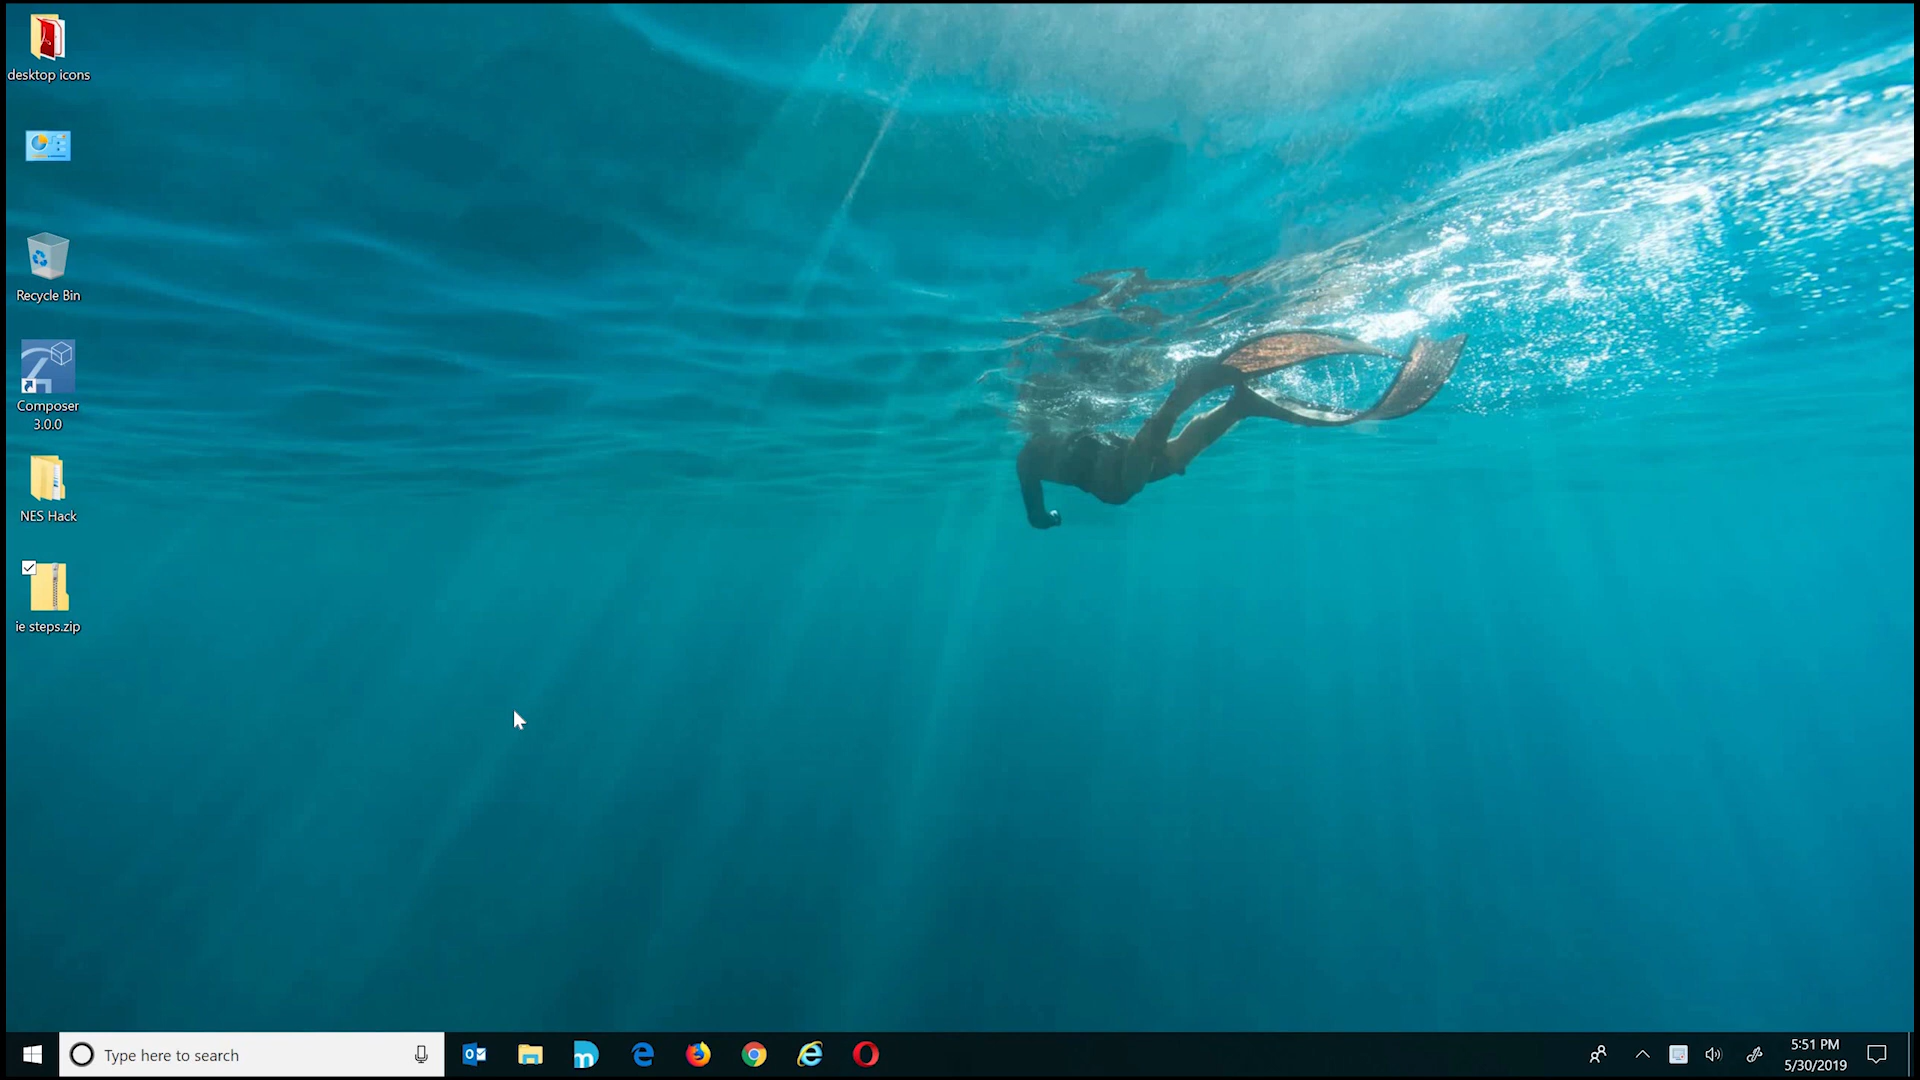 desktop icons
Recycle Bin
Composer
3.0.0
NES Hack
ie steps.zip
Type here to search
5:51 PM
5/30/2019